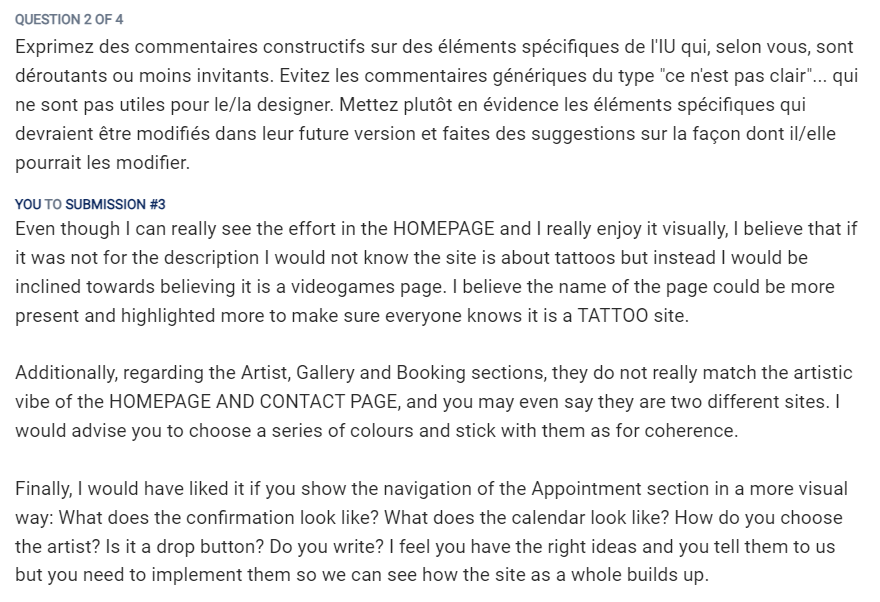 QUESTION 2 OF 4
Exprimez des commentaires constructifs sur des éléments spécifiques de l'IU qui, selon vous, sont
déroutants ou moins invitants. Evitez les commentaires génériques du type "ce n'est pas clair"... qui
ne sont pas utiles pour le/la designer. Mettez plutôt en évidence les éléments spécifiques qui
devraient être modifiés dans leur future version et faites des suggestions sur la façon dont il/elle
pourrait les modifier.
YOU TO SUBMISSION #3
Even though I can really see the effort in the HOMEPAGE and I really enjoy it visually, I believe that if
it was not for the description I would not know the site is about tattoos but instead I would be
inclined towards believing it is a videogames page. I believe the name of the page could be more
present and highlighted more to make sure everyone knows it is a TATTOO site.
Additionally, regarding the Artist, Gallery and Booking sections, they do not really match the artistic
vibe of the HOMEPAGE AND CONTACT PAGE, and you may even say they are two different sites. I
would advise you to choose a series of colours and stick with them as for coherence.
Finally, I would have liked it if you show the navigation of the Appointment section in a more visual
way: What does the confirmation look like? What does the calendar look like? How do you choose
the artist? Is it a drop button? Do you write? I feel you have the right ideas and you tell them to us
but you need to implement them so we can see how the site as a whole builds up.